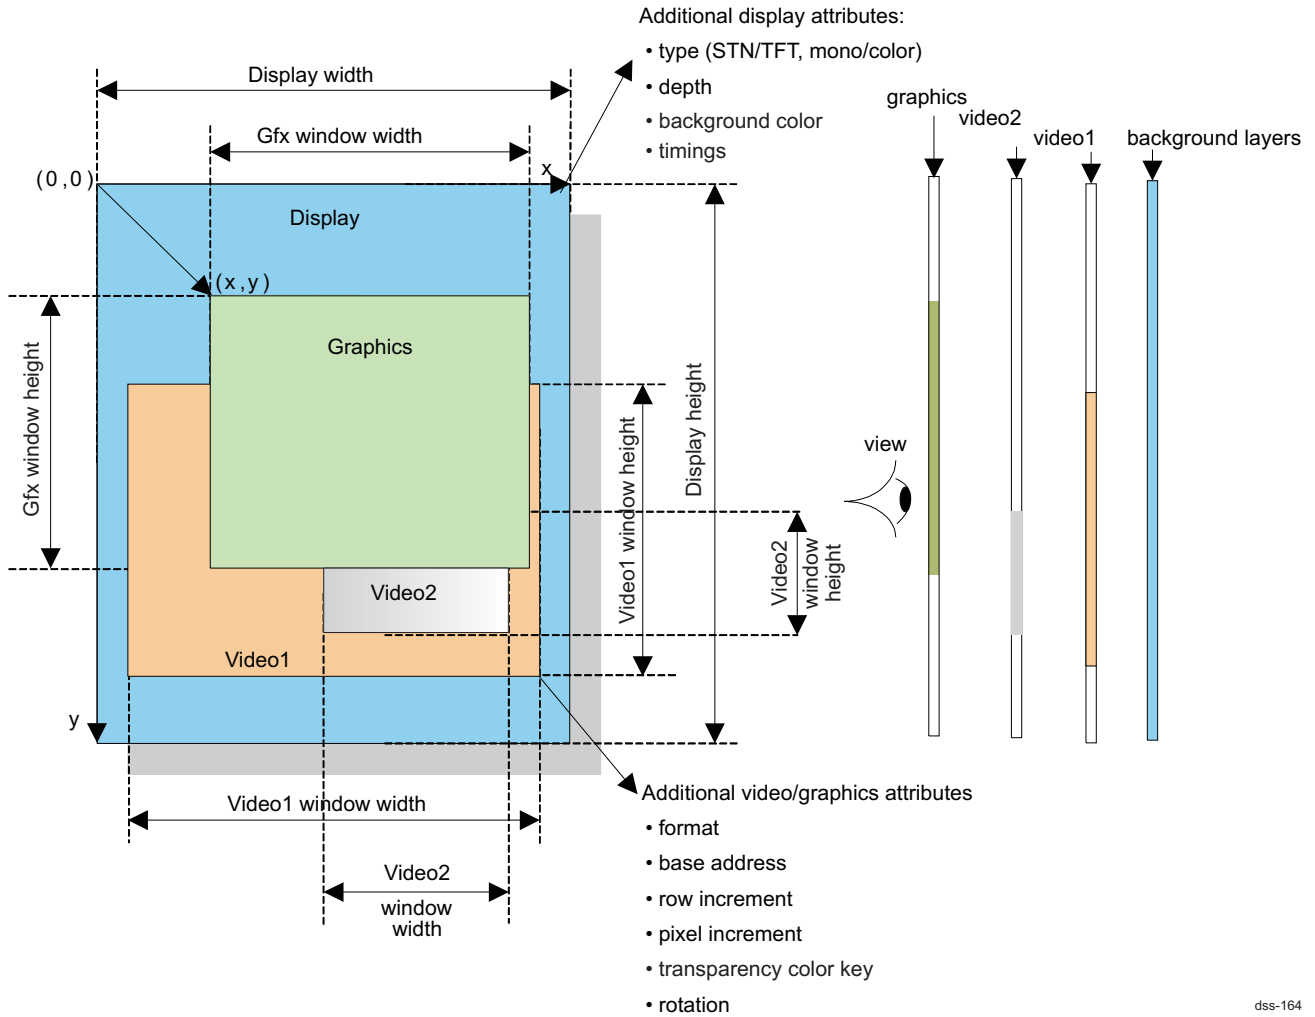 Additional display attributes:
• type (STN/TFT, mono/color)
• depth
• background color
• timings
Display width
Gfx window width
(0,0)
x
Display
(x,y)
Graphics
Gfx window height
Video1 window height
Display height
Video2
window
height
Video2
Video1
y
graphics
video2
video1
background layers
view
Video1 window width
Video2
window
width
Additional video/graphics attributes
• format
• base address
• row increment
• pixel increment
• transparency color key
• rotation
dss-164